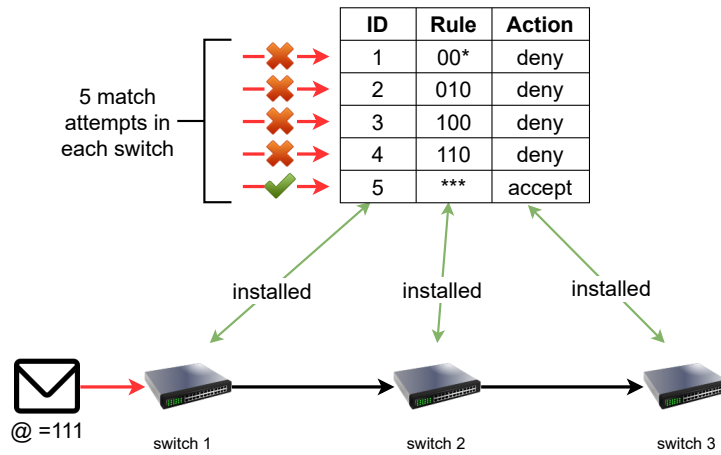 ID Rule Action
1 00* deny
2 010 deny
3 100 deny
4 110 deny
5 *** accept
5 match
attempts in
each switch
installed installed installed
@ =111
switch 1 switch 2 switch 3